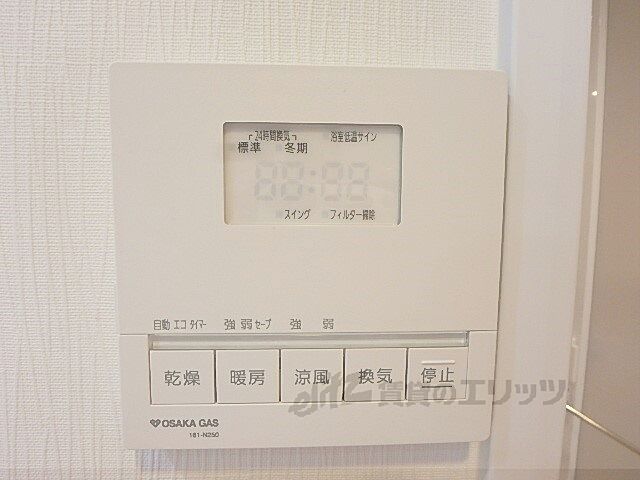 24時間換気
浴室低温サイン
標準 冬期
88:88
スイング フィルター掃除
自動 エコ タイマー 強 弱 セーブ 強 弱
乾燥 暖房 涼風 換気 停止
OSAKA GAS
161-N250
elitz 賃貸のエリッツ